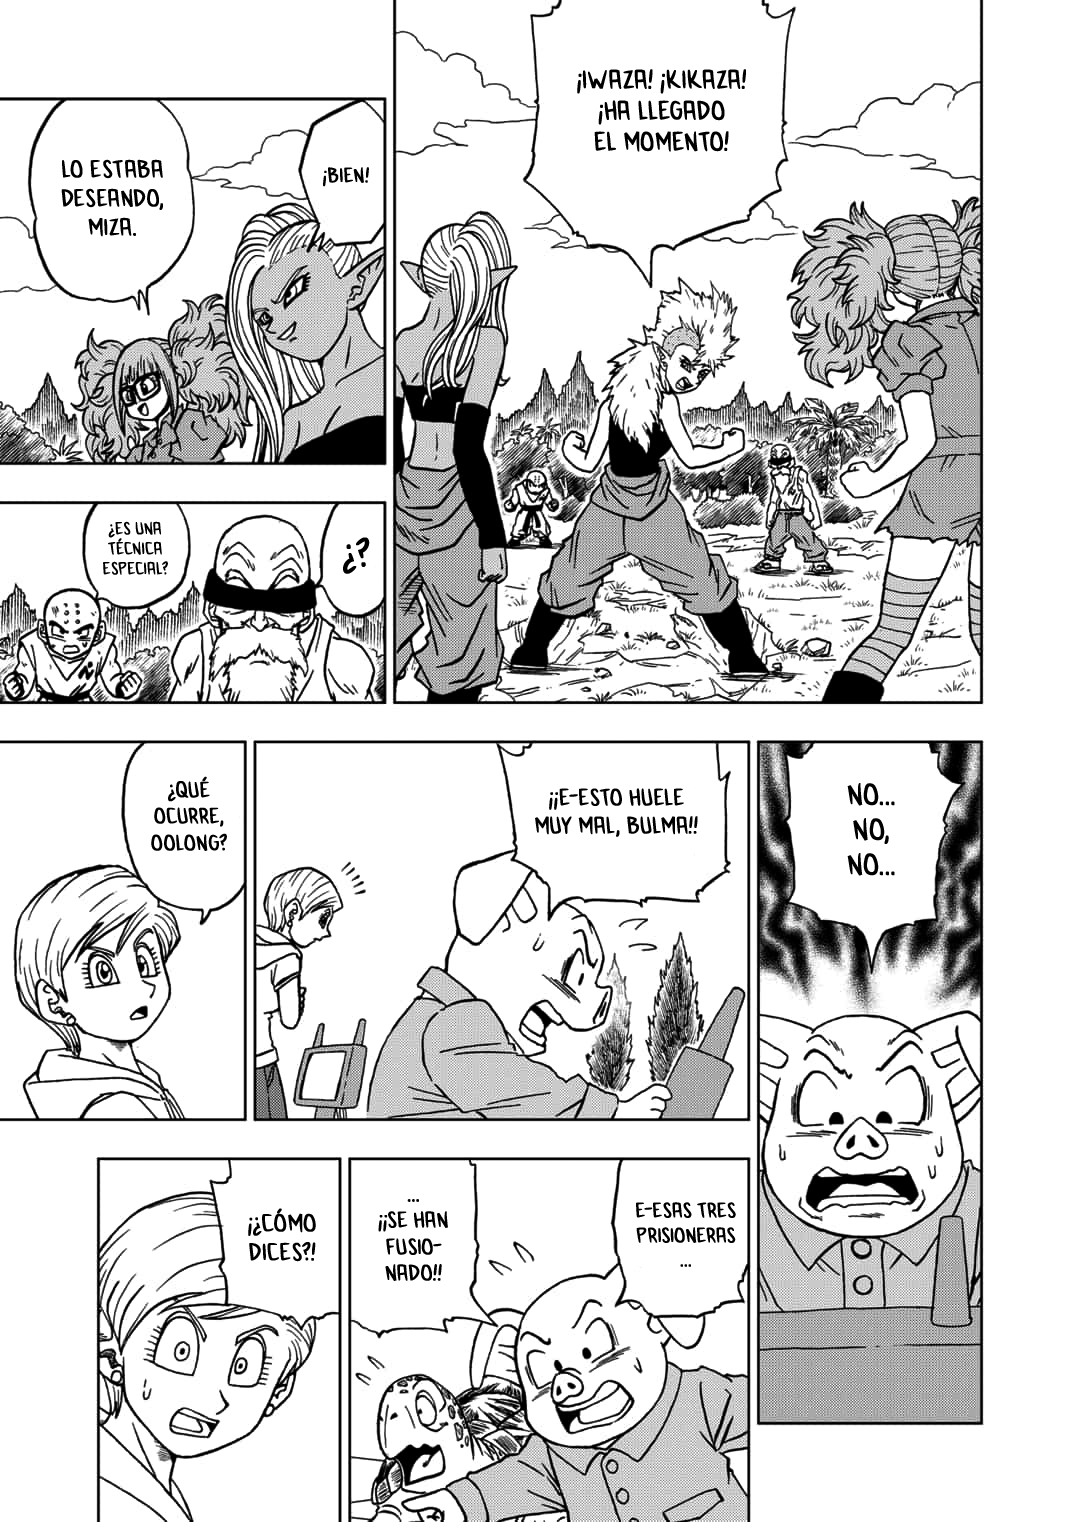 ¡IWAZA! ¡KIKAZA!
¡HA LLEGADO
EL MOMENTO!
¡BIEN!
LO ESTABA
DESEANDO,
MIZA.
¿?
¿ES UNA
TÉCNICA
ESPECIAL?
NO...
NO,
NO...
¡¡E-ESTO HUELE
MUY MAL, BULMA!!
¿QUÉ
OCURRE,
OOLONG?
E-ESAS TRES
PRISIONERAS
...
...
¡¡SE HAN
FUSIO-
NADO!!
¡¿CÓMO
DICES?!